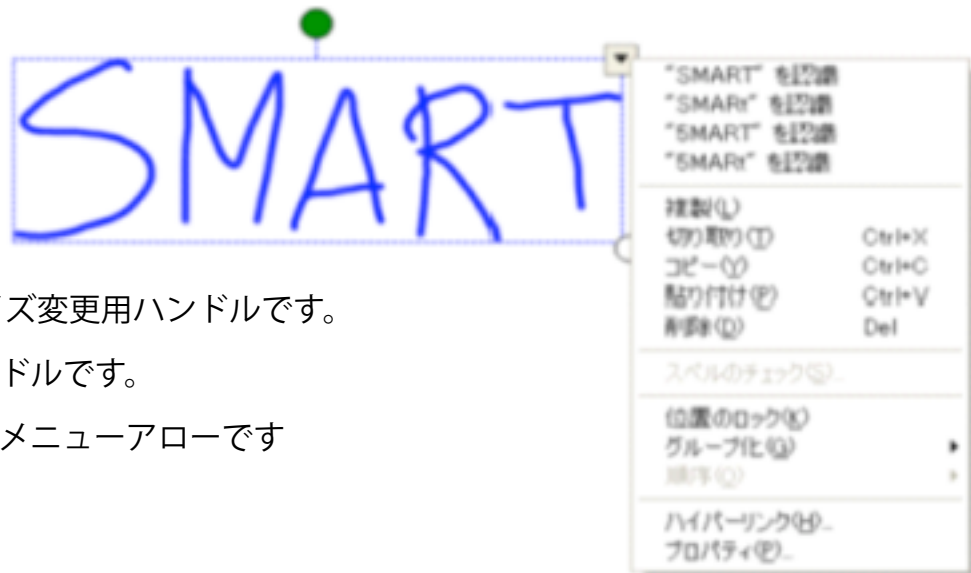 SMART
"SMART" を認識
"SMARt" を認識
"5MART" を認識
"5MARt" を認識
複製(L)
切り取り(T) Ctrl+X
コピー(Y) Ctrl+C
貼り付け(P) Ctrl+V
削除(D) Del
スペルのチェック(S)...
位置のロック(K)
グループ化(G)
順序(O)
ハイパーリンク(H)...
プロパティ(P)...
ズ変更用ハンドルです。
ドルです。
メニューアローです